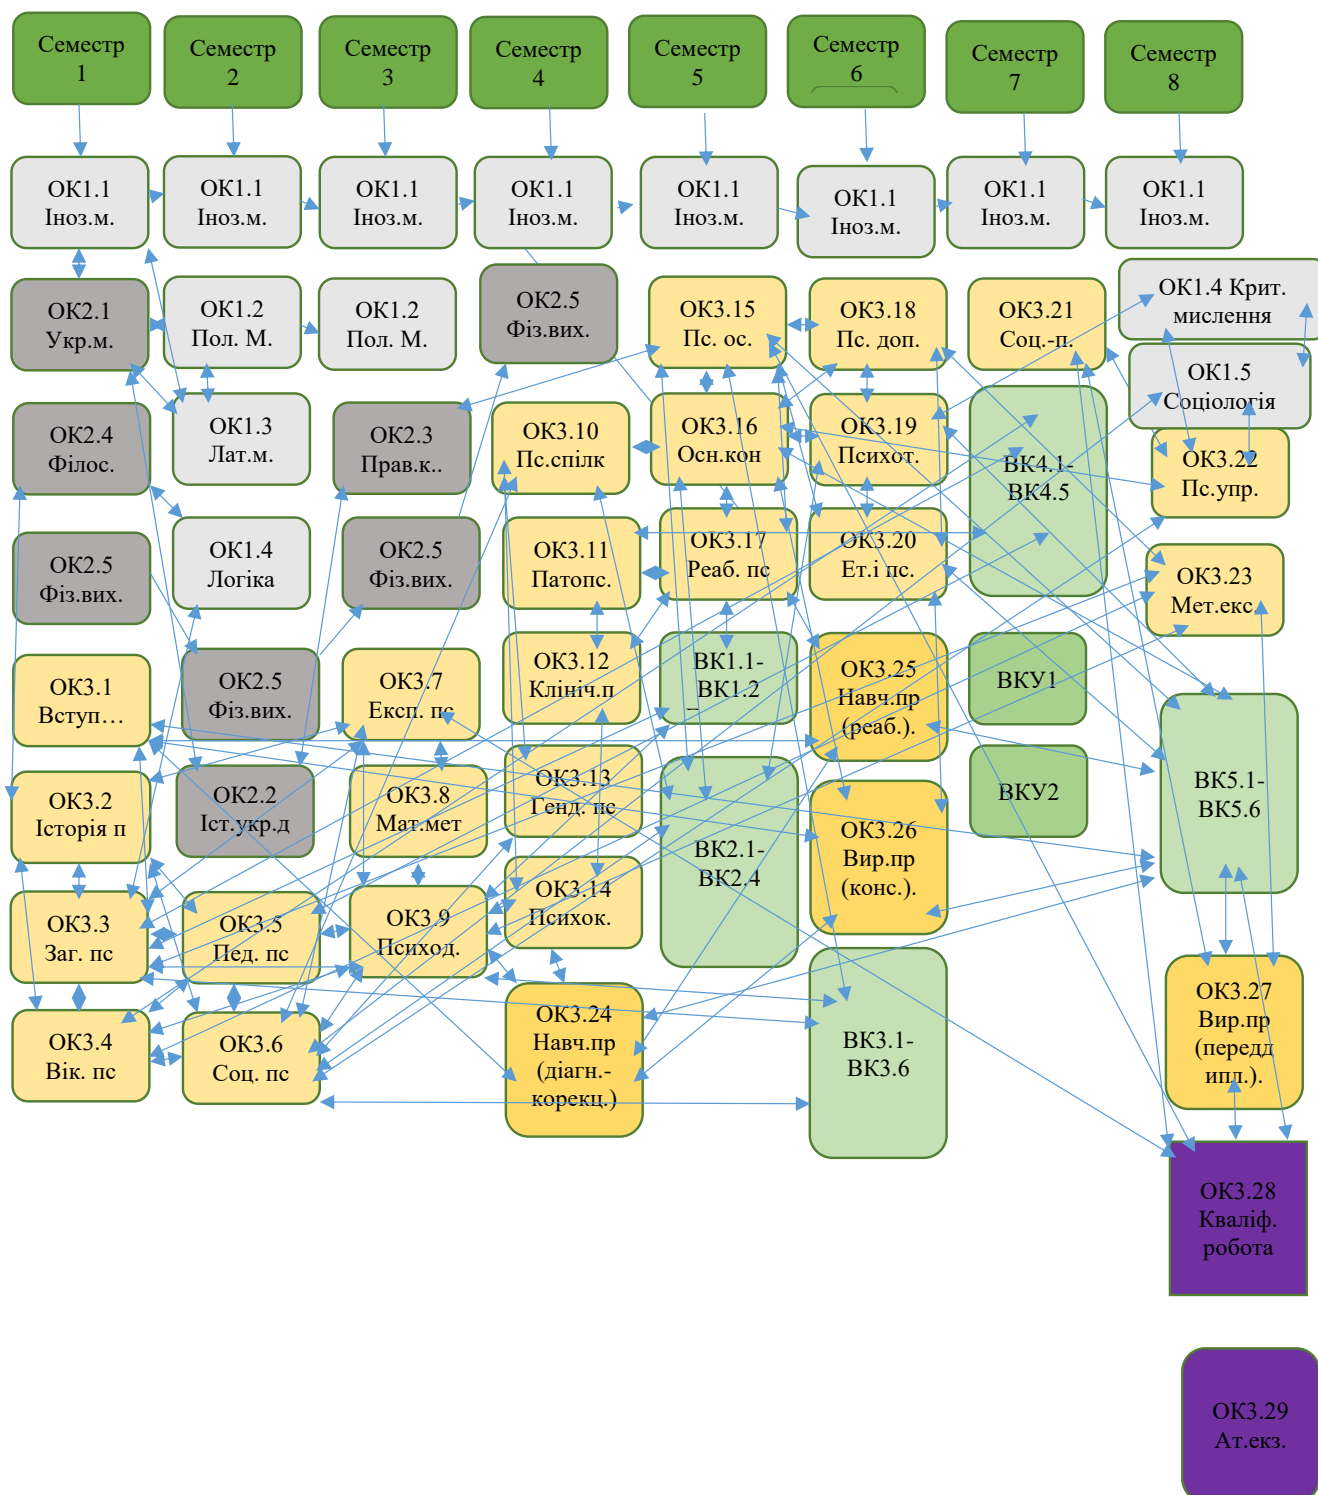 Семестр
1
Семестр
2
Семестр
3
Семестр
4
Семестр
5
Семестр
6
Семестр
7
Семестр
8
ОК1.1
Іноз.м.
ОК1.1
Іноз.м.
ОК1.1
Іноз.м.
ОК1.1
Іноз.м.
ОК1.1
Іноз.м.
ОК1.1
Іноз.м.
ОК1.1
Іноз.м.
ОК1.1
Іноз.м.
ОК2.1
Укр.м.
ОК1.2
Пол. М.
ОК1.2
Пол. М.
ОК2.5
Фіз.вих.
ОК3.15
Пс. ос.
ОК3.18
Пс. доп.
ОК3.21
Соц.-п.
ОК1.4 Крит.
мислення
ОК1.5
Соціологія
ОК2.4
Філос.
ОК1.3
Лат.м.
ОК2.3
Прав.к..
ОК3.10
Пс.спілк
ОК3.16
Осн.кон
ОК3.19
Психот.
ВК4.1-
ВК4.5
ОК3.22
Пс.упр.
ОК2.5
Фіз.вих.
ОК1.4
Логіка
ОК2.5
Фіз.вих.
ОК3.11
Патопс.
ОК3.17
Реаб. пс
ОК3.20
Ет.і пс.
ОК3.23
Мет.екс.
ОК3.1
Вступ…
ОК2.5
Фіз.вих.
ОК3.7
Експ. пс
ОК3.12
Клініч.п
ВК1.1-
ВК1.2
ОК3.25
Навч.пр
(реаб.).
ВКУ1
ВК5.1-
ВК5.6
ОК3.2
Історія п
ОК2.2
Іст.укр.д
ОК3.8
Мат.мет
ОК3.13
Генд. пс
ВК2.1-
ВК2.4
ОК3.26
Вир.пр
(конс.).
ВКУ2
ОК3.3
Заг. пс
ОК3.5
Пед. пс
ОК3.9
Психод.
ОК3.14
Психок.
ОК3.4
Вік. пс
ОК3.6
Соц. пс
ОК3.24
Навч.пр
(діагн.-
корекц.)
ВК3.1-
ВК3.6
ОК3.27
Вир.пр
(передд
ипл.).
ОК3.28
Кваліф.
робота
ОК3.29
Ат.екз.